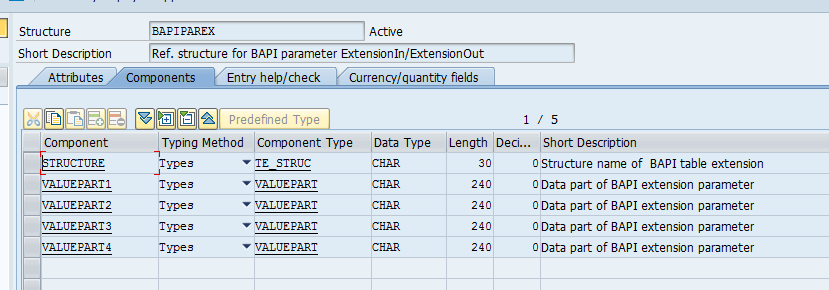 Structure BAPIPAREX Active
Short Description Ref. structure for BAPI parameter ExtensionIn/ExtensionOut
Attributes Components Entry help/check Currency/quantity fields
Predefined Type 1 / 5
Component Typing Method Component Type Data Type Length Deci... Short Description
STRUCTURE Types TE_STRUC CHAR 30 0 Structure name of BAPI table extension
VALUEPART1 Types VALUEPART CHAR 240 0 Data part of BAPI extension parameter
VALUEPART2 Types VALUEPART CHAR 240 0 Data part of BAPI extension parameter
VALUEPART3 Types VALUEPART CHAR 240 0 Data part of BAPI extension parameter
VALUEPART4 Types VALUEPART CHAR 240 0 Data part of BAPI extension parameter